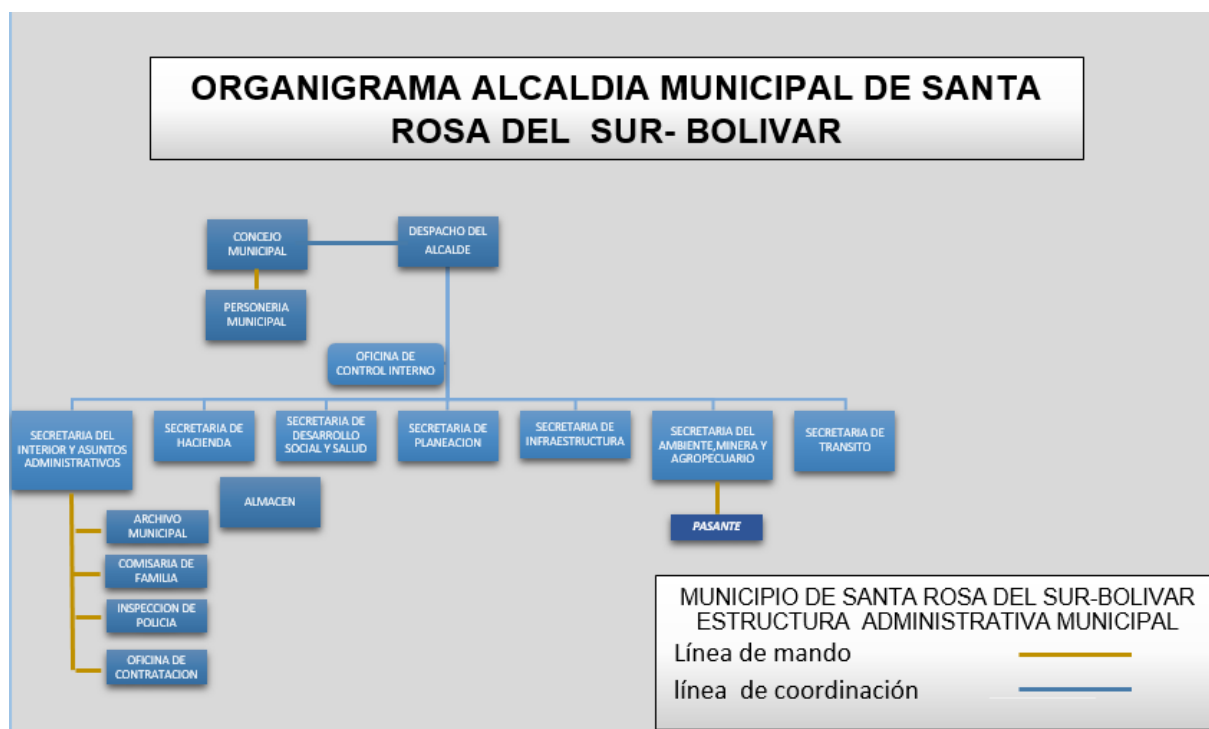 ORGANIGRAMA ALCALDIA MUNICIPAL DE SANTA
ROSA DEL SUR- BOLIVAR
CONCEJO
MUNICIPAL
DESPACHO DEL
ALCALDE
PERSONERIA
MUNICIPAL
OFICINA DE
CONTROL INTERNO
SECRETARIA DEL
INTERIOR Y ASUNTOS
ADMINISTRATIVOS
SECRETARIA DE
HACIENDA
SECRETARIA DE
DESARROLLO
SOCIAL Y SALUD
SECRETARIA DE
PLANEACION
SECRETARIA DE
INFRAESTRUCTURA
SECRETARIA DEL
AMBIENTE,MINERA Y
AGROPECUARIO
SECRETARIA DE
TRANSITO
ALMACEN
ARCHIVO
MUNICIPAL
COMISARIA DE
FAMILIA
INSPECCION DE
POLICIA
OFICINA DE
CONTRATACION
PASANTE
MUNICIPIO DE SANTA ROSA DEL SUR-BOLIVAR
ESTRUCTURA ADMINISTRATIVA MUNICIPAL
Línea de mando
línea de coordinación